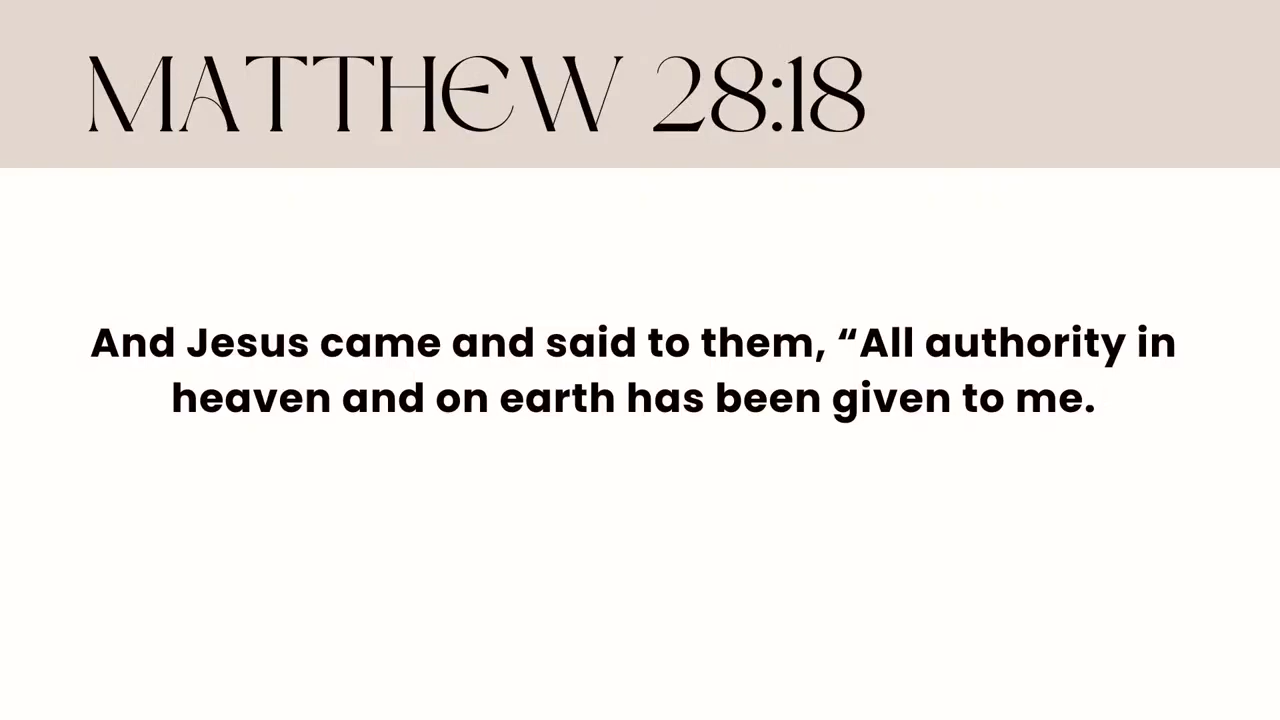 MATTHEW 28:18
And Jesus came and said to them, “All authority in
heaven and on earth has been given to me.